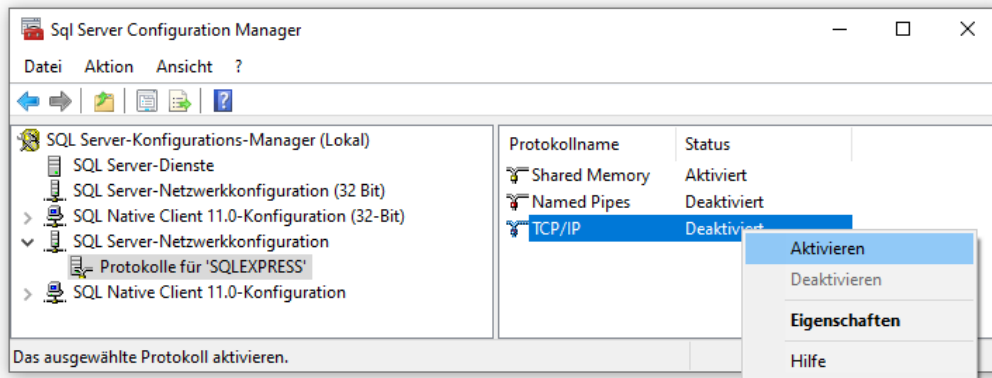 Sql Server Configuration Manager
Datei Aktion Ansicht ?
SQL Server-Konfigurations-Manager (Lokal)
SQL Server-Dienste
SQL Server-Netzwerkkonfiguration (32 Bit)
SQL Native Client 11.0-Konfiguration (32-Bit)
SQL Server-Netzwerkkonfiguration
Protokolle für 'SQLEXPRESS'
SQL Native Client 11.0-Konfiguration
Protokollname Status
Shared Memory Aktiviert
Named Pipes Deaktiviert
TCP/IP Deaktiviert
Aktivieren
Deaktivieren
Eigenschaften
Hilfe
Das ausgewählte Protokoll aktivieren.